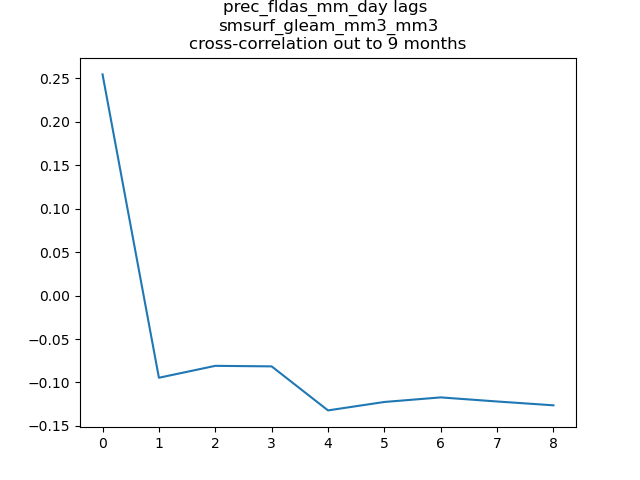 prec_fldas_mm_day lags
smsurf_gleam_mm3_mm3
cross-correlation out to 9 months
0.25
0.20
0.15
0.10
0.05
0.00
−0.05
−0.10
−0.15
0 1 2 3 4 5 6 7 8